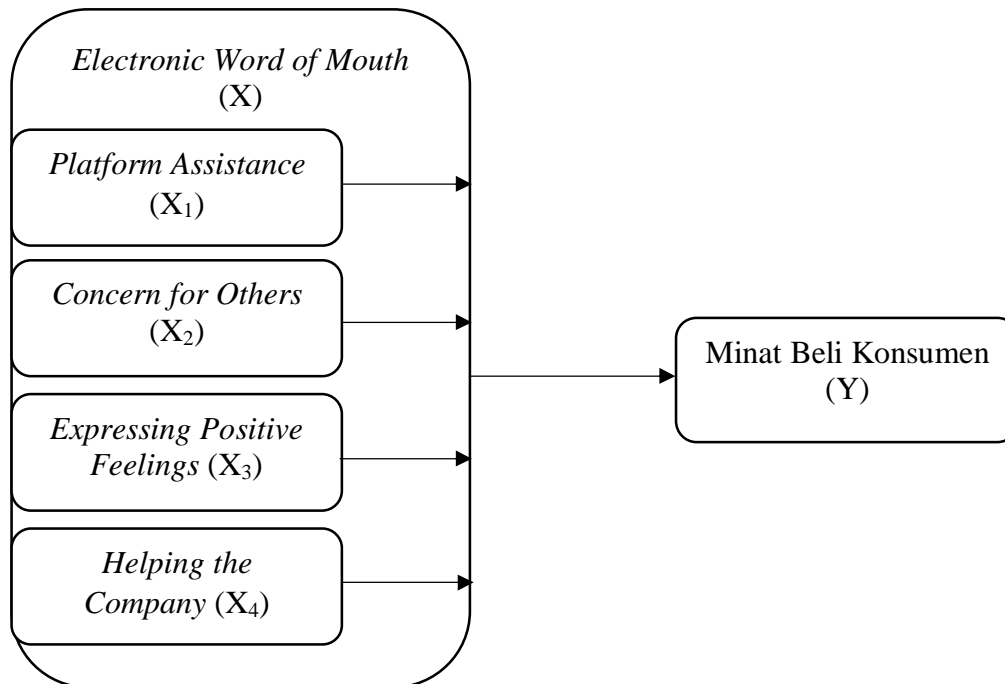 Electronic Word of Mouth
(X)
Platform Assistance
(X₁)
Concern for Others
(X₂)
Expressing Positive
Feelings (X₃)
Helping the
Company (X₄)
Minat Beli Konsumen
(Y)